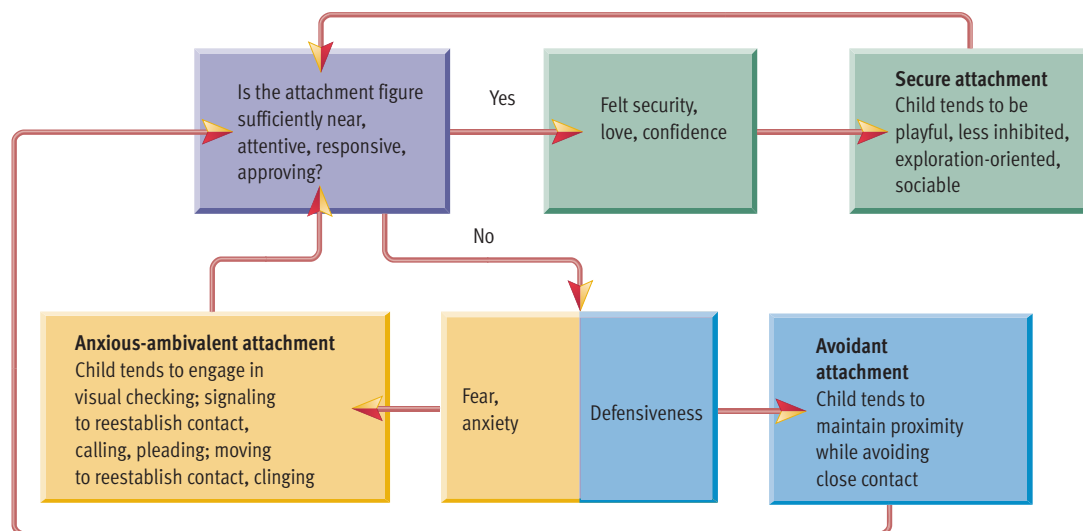 Is the attachment figure
sufficiently near,
attentive, responsive,
approving?
Yes
Felt security,
love, confidence
Secure attachment
Child tends to be
playful, less inhibited,
exploration-oriented,
sociable
No
Anxious-ambivalent attachment
Child tends to engage in
visual checking; signaling
to reestablish contact,
calling, pleading; moving
to reestablish contact, clinging
Fear,
anxiety
Defensiveness
Avoidant
attachment
Child tends to
maintain proximity
while avoiding
close contact